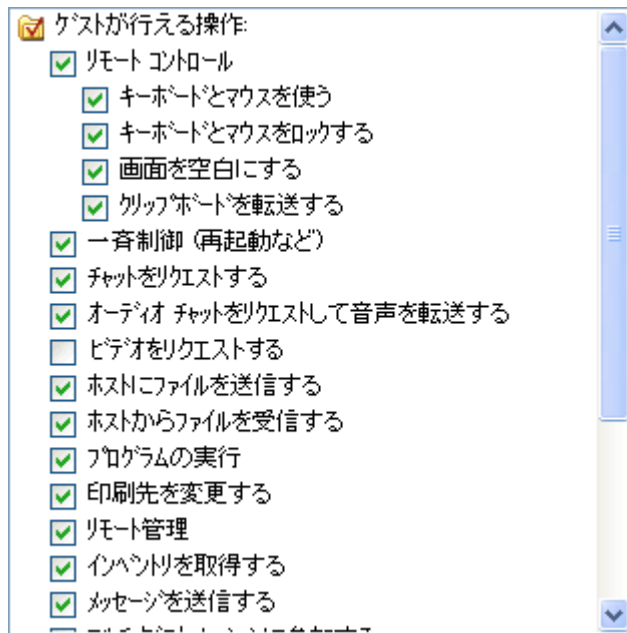 ゲストが行える操作:
リモート コントロール
キーボードとマウスを使う
キーボードとマウスをロックする
画面を空白にする
クリップボードを転送する
一斉制御 (再起動など)
チャットをリクエストする
オーディオ チャットをリクエストして音声を転送する
ビデオをリクエストする
ホストにファイルを送信する
ホストからファイルを受信する
プログラムの実行
印刷先を変更する
リモート管理
インベントリを取得する
メッセージを送信する